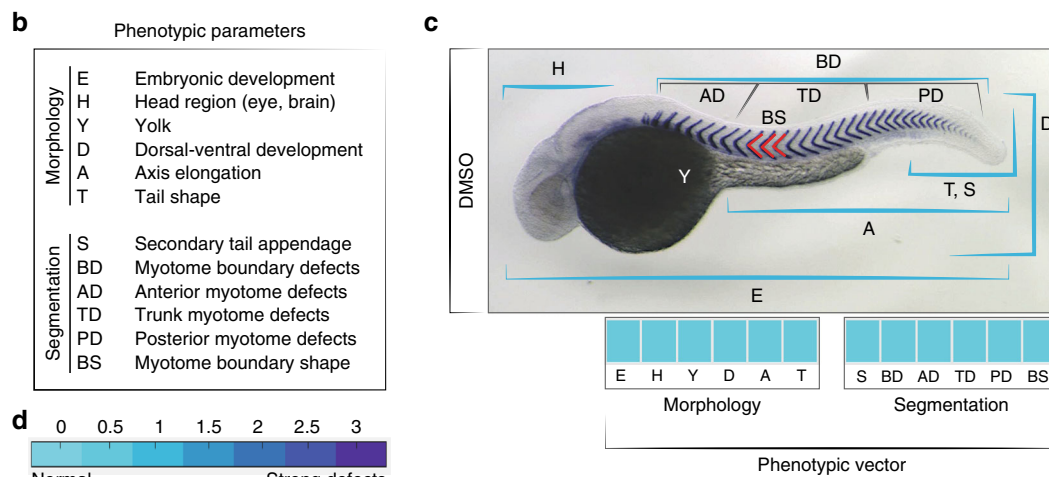 b
Phenotypic parameters
Morphology
E Embryonic development
H Head region (eye, brain)
Y Yolk
D Dorsal-ventral development
A Axis elongation
T Tail shape
Segmentation
S Secondary tail appendage
BD Myotome boundary defects
AD Anterior myotome defects
TD Trunk myotome defects
PD Posterior myotome defects
BS Myotome boundary shape
c
DMSO
H
BD
AD TD PD
BS
D
Y
T, S
A
E
E H Y D A T
S BD AD TD PD BS
Morphology
Segmentation
Phenotypic vector
d
0 0.5 1 1.5 2 2.5 3
Normal
Strong defects